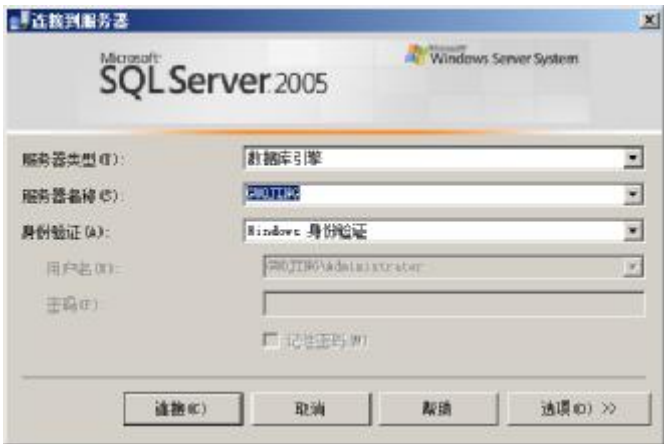 连接到服务器
Microsoft
SQL Server 2005
Microsoft
Windows Server System
服务器类型(T):
数据库引擎
服务器名称(S):
身份验证(A):
Windows 身份验证
用户名(U):
\Administrator
密码(P):
记住密码(M)
连接(C)
取消
帮助
选项(O) >>